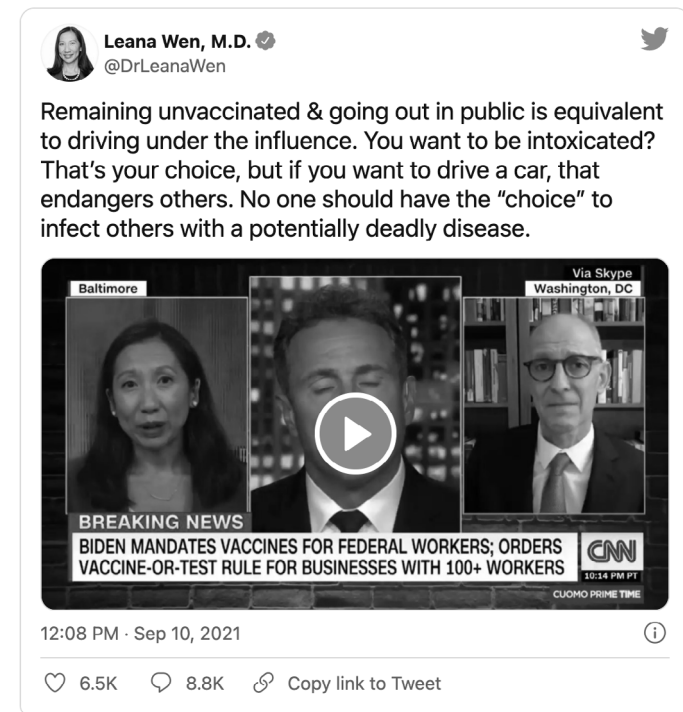 Leana Wen, M.D.
@DrLeanaWen
Remaining unvaccinated & going out in public is equivalent
to driving under the influence. You want to be intoxicated?
That’s your choice, but if you want to drive a car, that
endangers others. No one should have the “choice” to
infect others with a potentially deadly disease.
Via Skype
Baltimore
Washington, DC
BREAKING NEWS
BIDEN MANDATES VACCINES FOR FEDERAL WORKERS; ORDERS
VACCINE-OR-TEST RULE FOR BUSINESSES WITH 100+ WORKERS
CNN
10:14 PM PT
CUOMO PRIME TIME
12:08 PM · Sep 10, 2021
6.5K 8.8K Copy link to Tweet